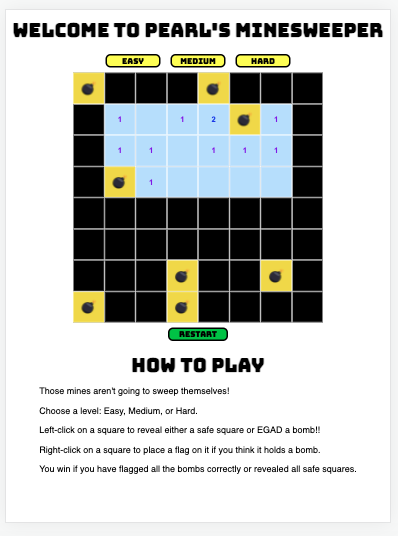 WELCOME TO PEARL'S MINESWEEPER
EASY MEDIUM HARD
1 1 2 1
1 1 1 1 1
1
RESTART
HOW TO PLAY
Those mines aren't going to sweep themselves!
Choose a level: Easy, Medium, or Hard.
Left-click on a square to reveal either a safe square or EGAD a bomb!!
Right-click on a square to place a flag on it if you think it holds a bomb.
You win if you have flagged all the bombs correctly or revealed all safe squares.